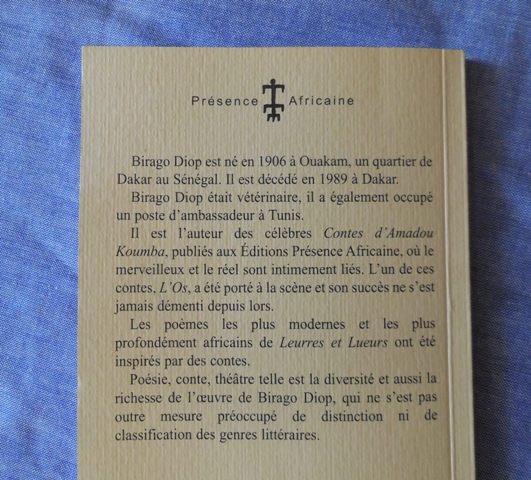 Présence Africaine
Birago Diop est né en 1906 à Ouakam, un quartier de
Dakar au Sénégal. Il est décédé en 1989 à Dakar.
Birago Diop était vétérinaire, il a également occupé
un poste d'ambassadeur à Tunis.
Il est l'auteur des célèbres Contes d'Amadou
Koumba, publiés aux Éditions Présence Africaine, où le
merveilleux et le réel sont intimement liés. L'un de ces
contes, L'Os, a été porté à la scène et son succès ne s'est
jamais démenti depuis lors.
Les poèmes les plus modernes et les plus
profondément africains de Leurres et Lueurs ont été
inspirés par des contes.
Poésie, conte, théâtre telle est la diversité et aussi la
richesse de l'œuvre de Birago Diop, qui ne s'est pas
outre mesure préoccupé de distinction ni de
classification des genres littéraires.